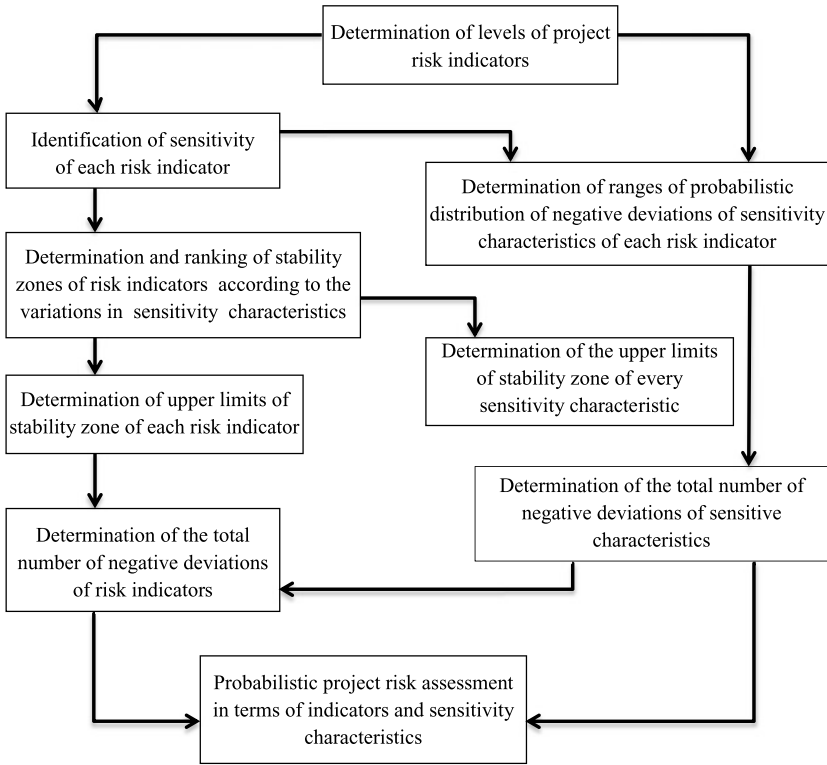 Determination of levels of project
risk indicators
Identification of sensitivity
of each risk indicator
Determination of ranges of probabilistic
distribution of negative deviations of sensitivity
characteristics of each risk indicator
Determination and ranking of stability
zones of risk indicators according to the
variations in sensitivity characteristics
Determination of the upper limits
of stability zone of every
sensitivity characteristic
Determination of upper limits of
stability zone of each risk indicator
Determination of the total number of
negative deviations of sensitive
characteristics
Determination of the total
number of negative deviations
of risk indicators
Probabilistic project risk assessment
in terms of indicators and sensitivity
characteristics